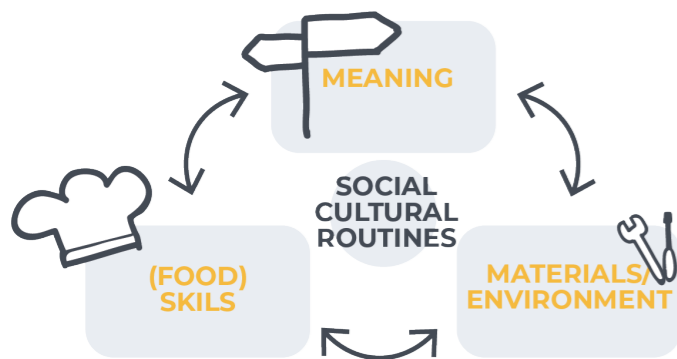 MEANING
SOCIAL
CULTURAL
ROUTINES
(FOOD)
SKILS
MATERIALS/
ENVIRONMENT